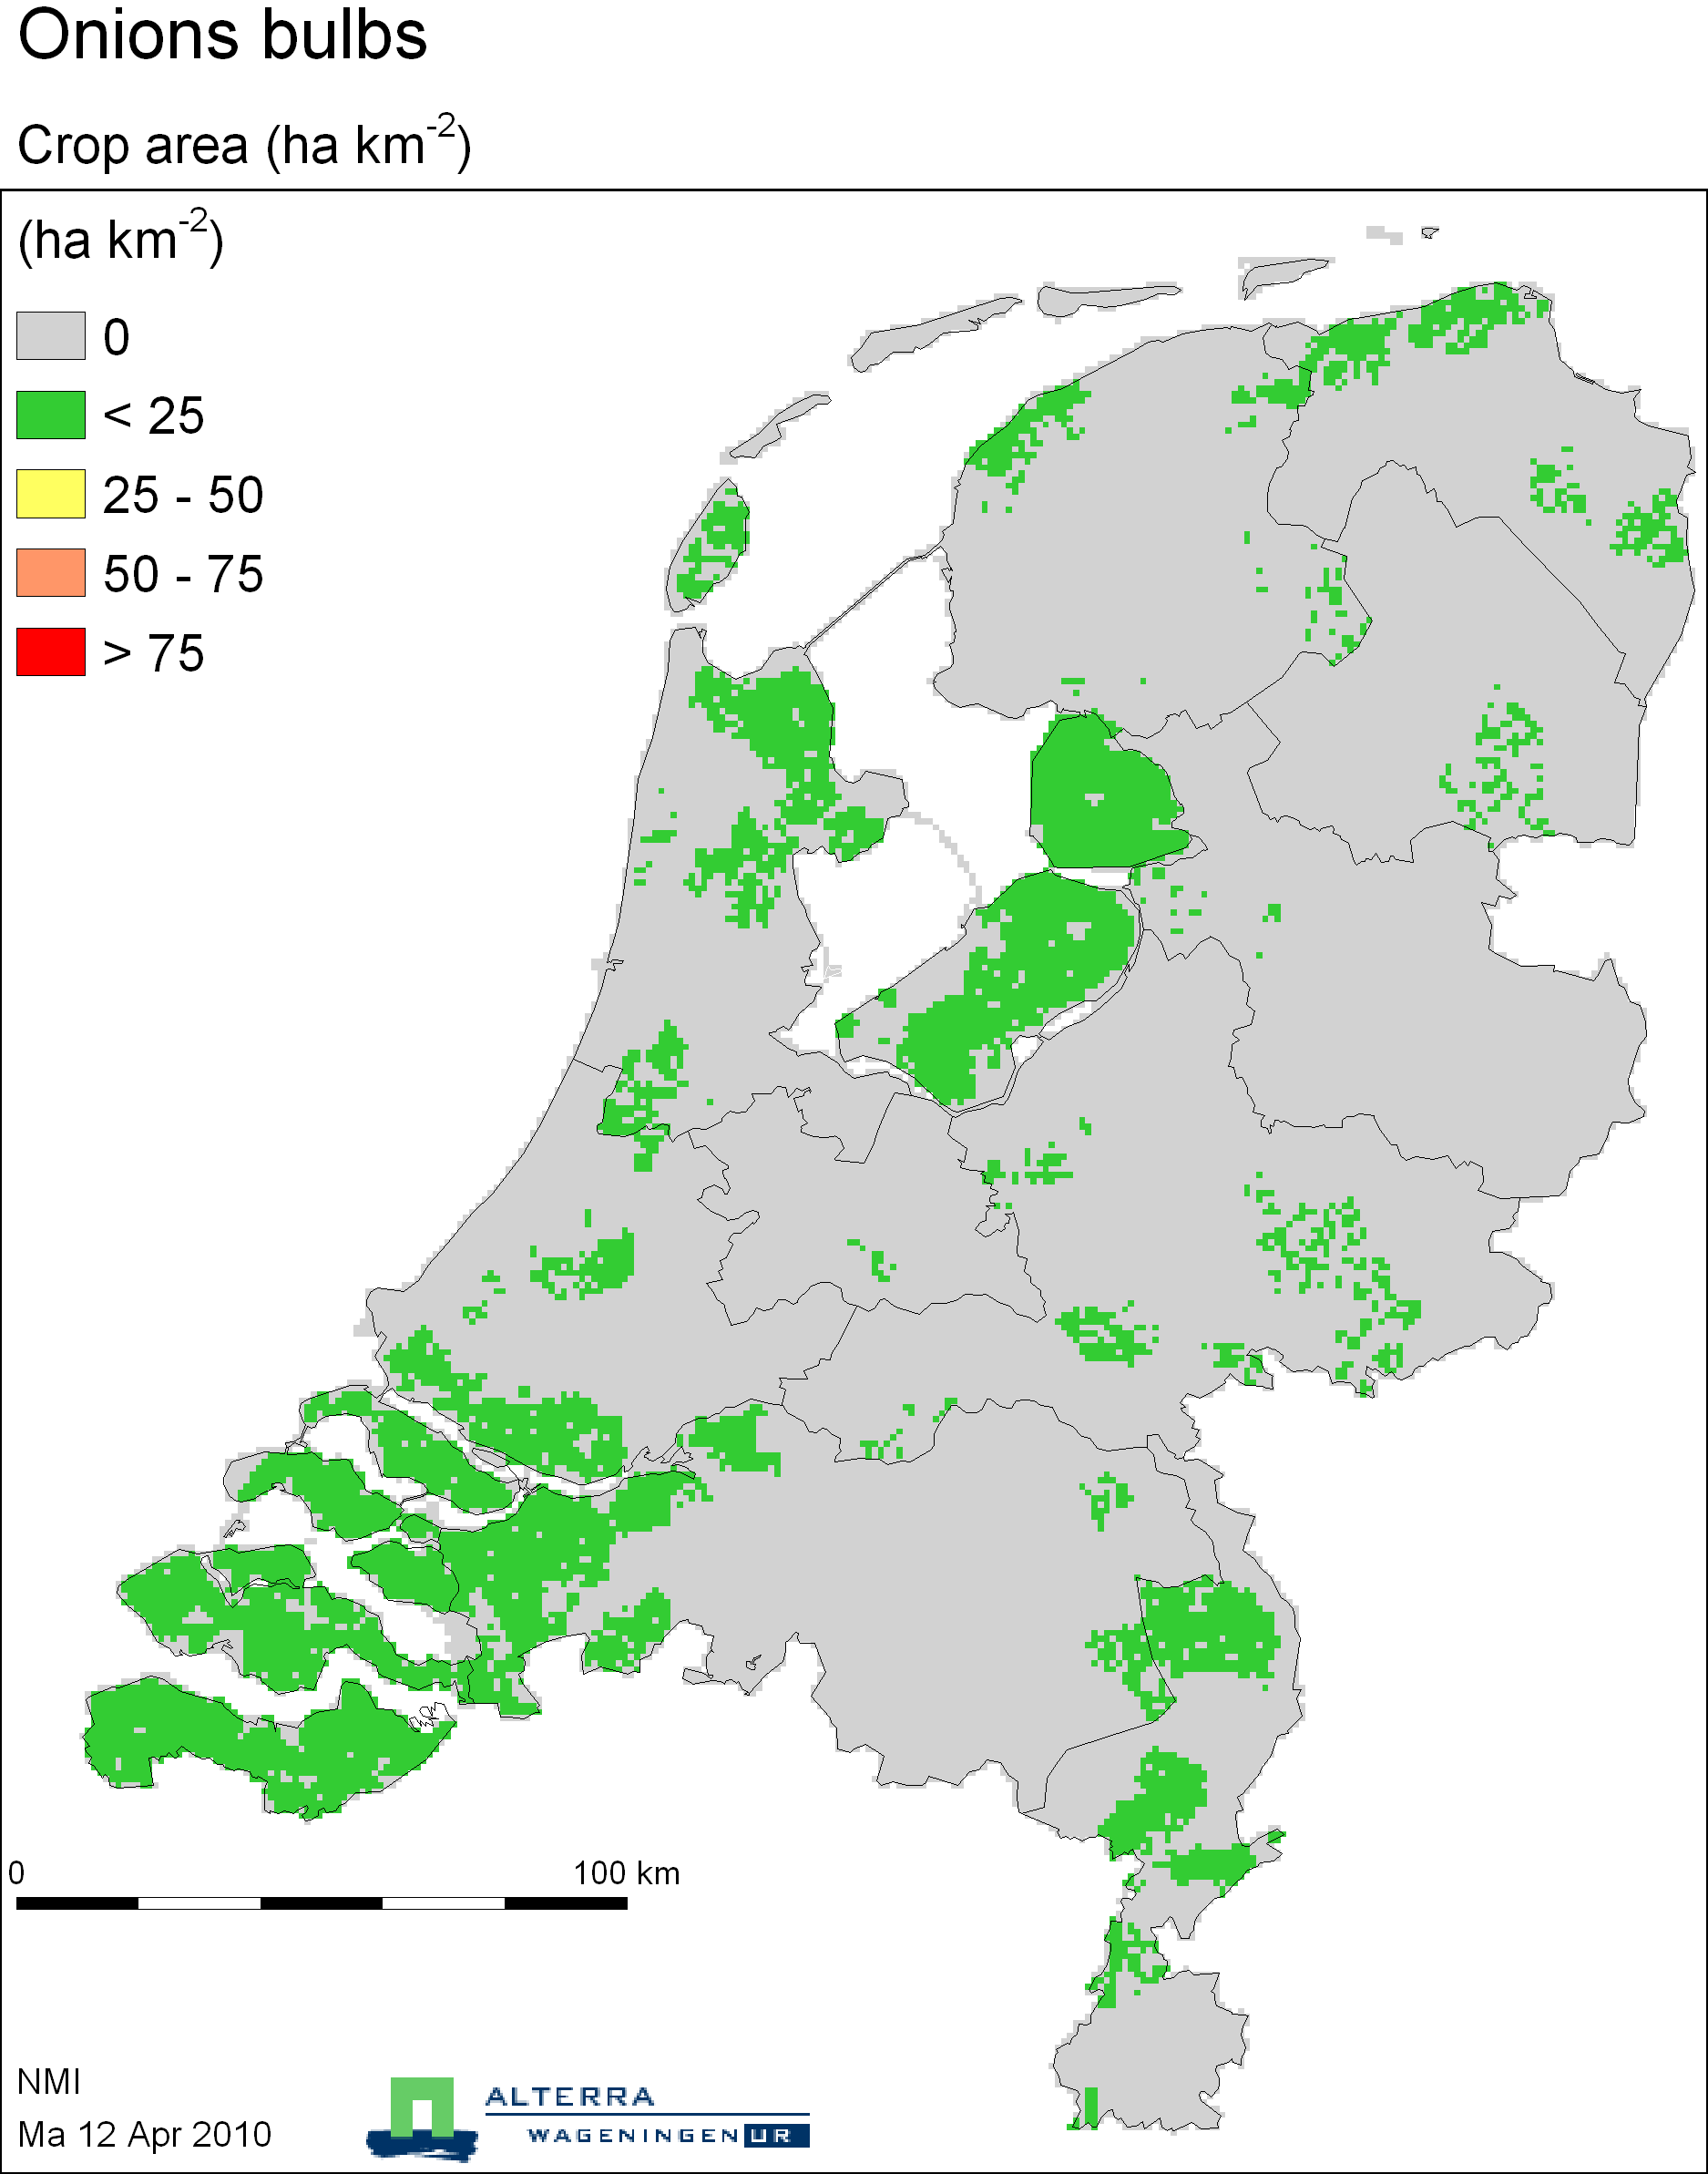 Onions bulbs
Crop area (ha km-2)
(ha km-2)
0
< 25
25 - 50
50 - 75
> 75
0 100 km
NMI
Ma 12 Apr 2010
ALTERRA
WAGENINGEN UR